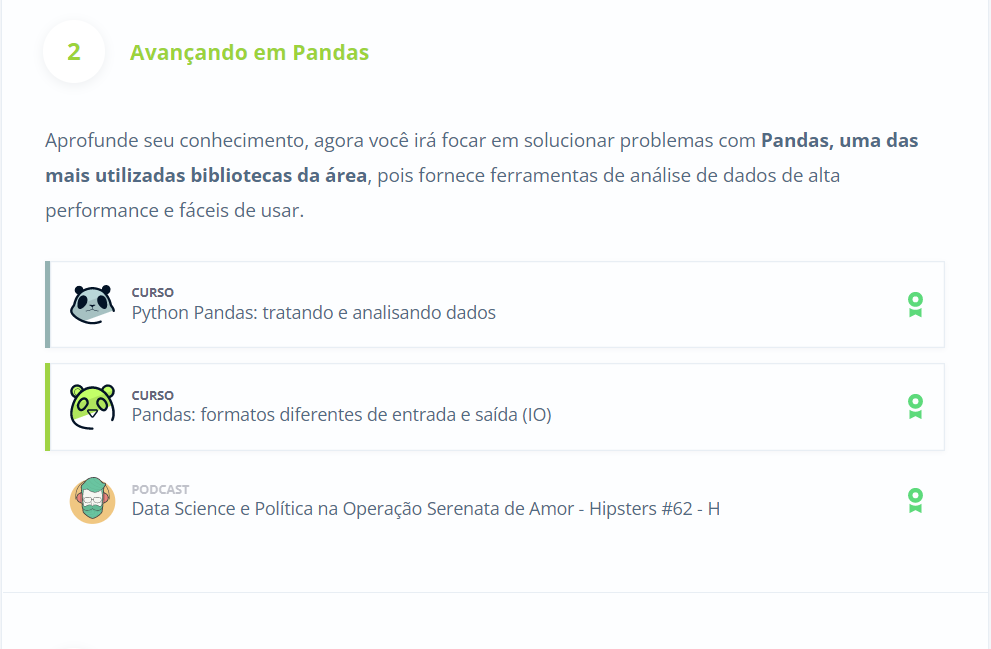 2
Avançando em Pandas
Aprofunde seu conhecimento, agora você irá focar em solucionar problemas com Pandas, uma das
mais utilizadas bibliotecas da área, pois fornece ferramentas de análise de dados de alta
performance e fáceis de usar.
CURSO
Python Pandas: tratando e analisando dados
CURSO
Pandas: formatos diferentes de entrada e saída (IO)
PODCAST
Data Science e Política na Operação Serenata de Amor - Hipsters #62 - H